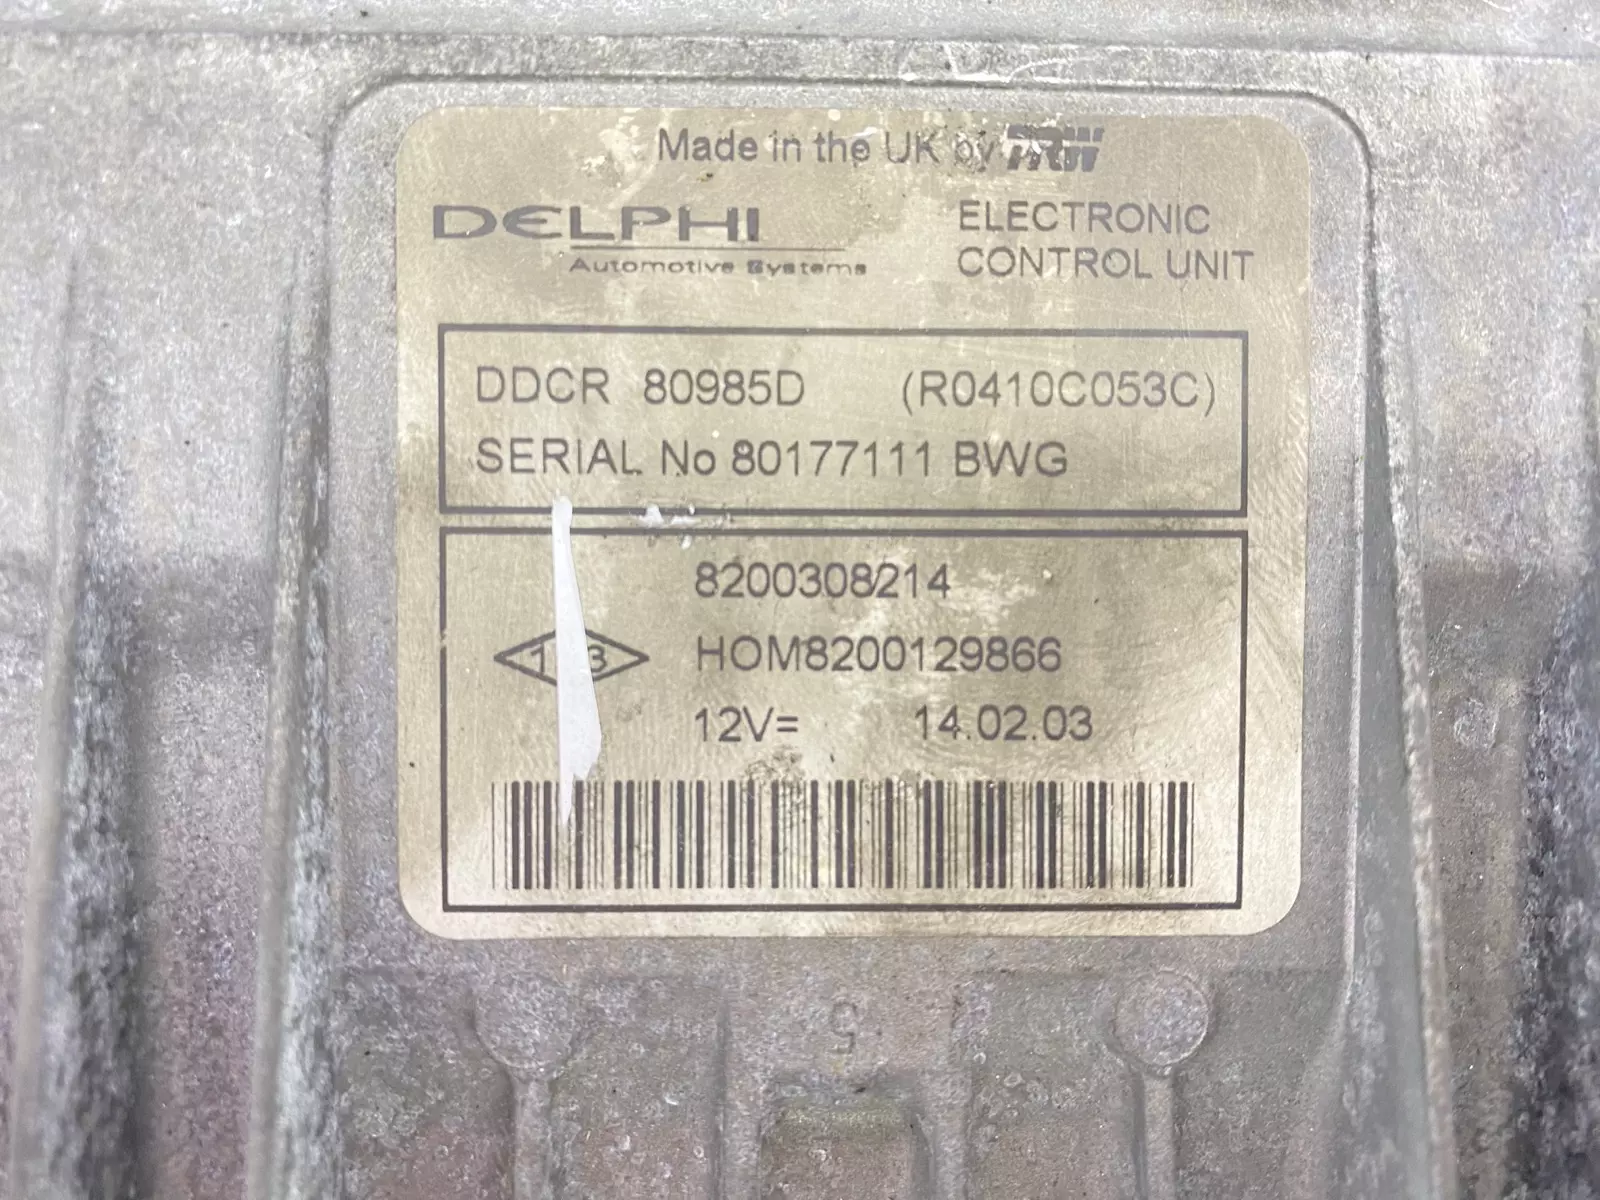 Made in the UK by TRW
DELPHI
Automotive Systems
ELECTRONIC
CONTROL UNIT
DDCR 80985D (R0410C053C)
SERIAL No 80177111 BWG
8200308214
HOM8200129866
12V= 14.02.03